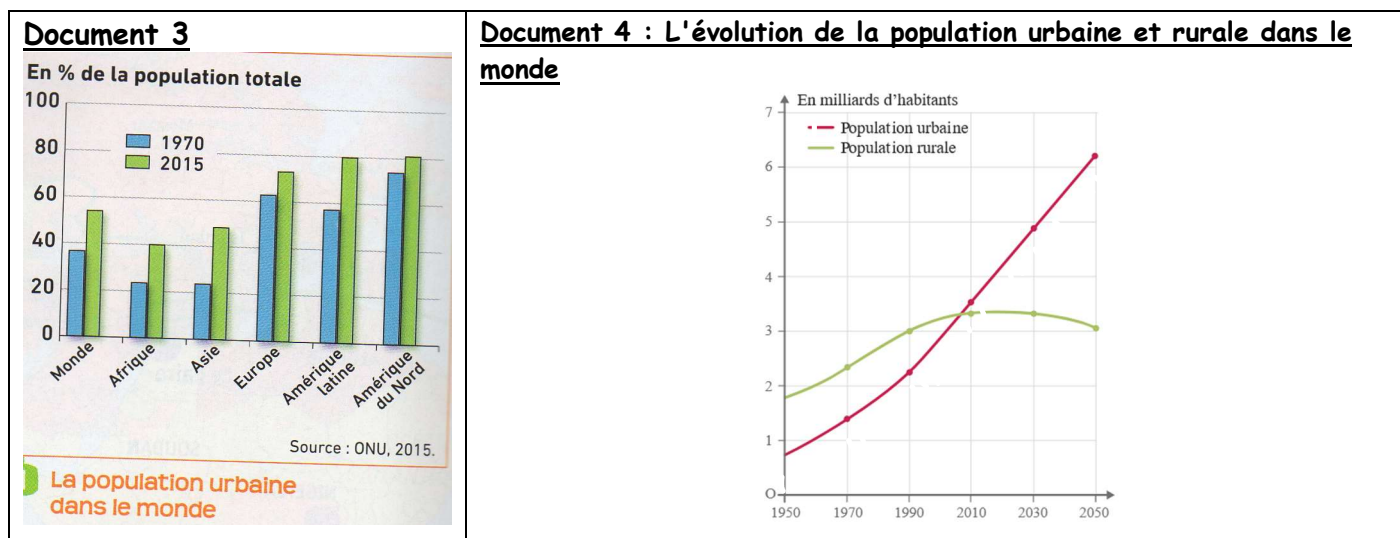 Document 3
En % de la population totale
100
80
60
40
20
0
1970
2015
Monde
Afrique
Asie
Europe
Amérique
latine
Amérique
du Nord
Source : ONU, 2015.
La population urbaine
dans le monde
Document 4 : L'évolution de la population urbaine et rurale dans le
monde
En milliards d'habitants
Population urbaine
Population rurale
7
6
5
4
3
2
1
O
1950 1970 1990 2010 2030 2050